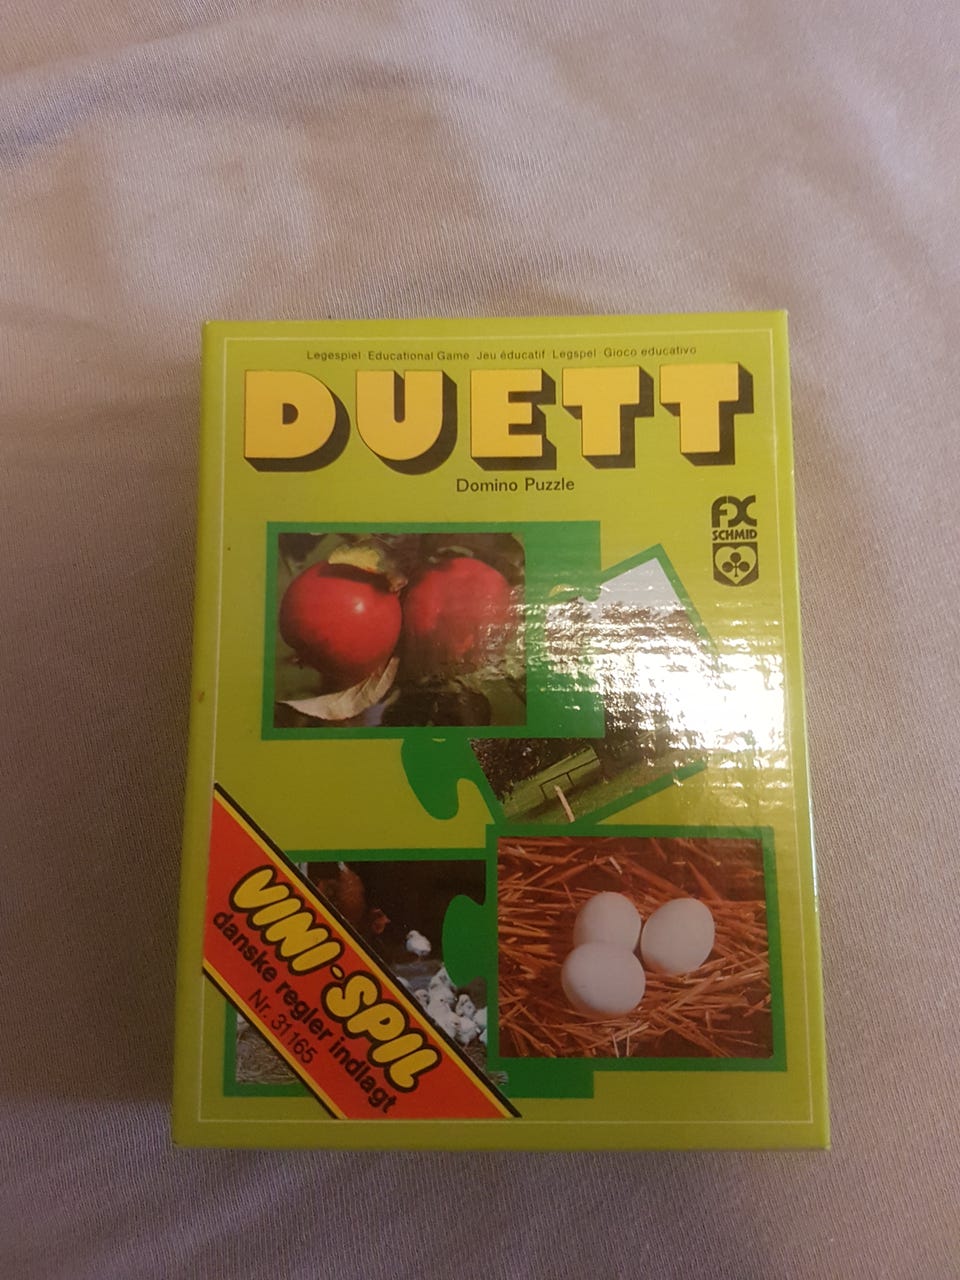 Legespiel Educational Game Jeu éducatif Legspel Gioco educativo
DUETT
Domino Puzzle
FX
SCHMID
VINI-SPIL
danske regler indlagt
Nr. 31165